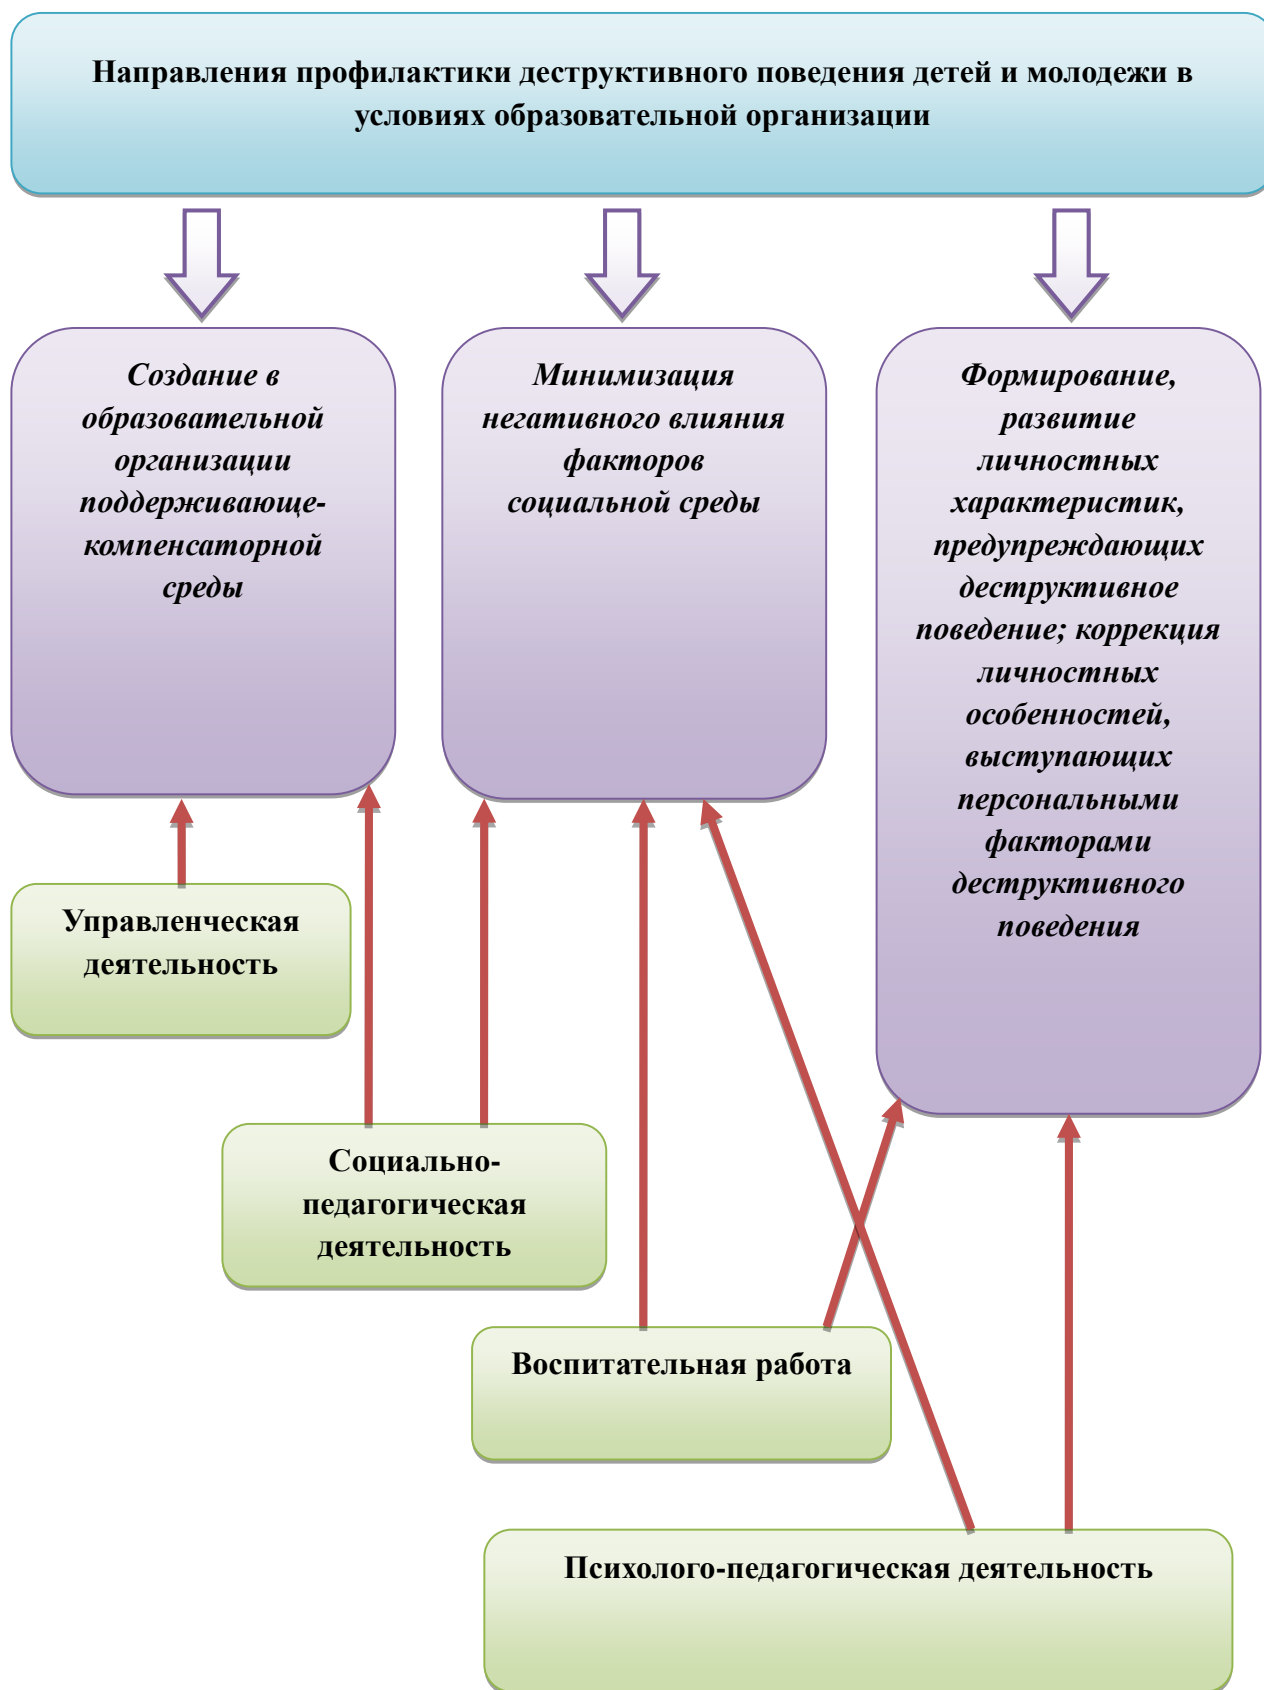 Направления профилактики деструктивного поведения детей и молодежи в
условиях образовательной организации
Создание в
образовательной
организации
поддерживающе-
компенсаторной
среды
Минимизация
негативного влияния
факторов
социальной среды
Формирование,
развитие
личностных
характеристик,
предупреждающих
деструктивное
поведение; коррекция
личностных
особенностей,
выступающих
персональными
факторами
деструктивного
поведения
Управленческая
деятельность
Социально-
педагогическая
деятельность
Воспитательная работа
Психолого-педагогическая деятельность